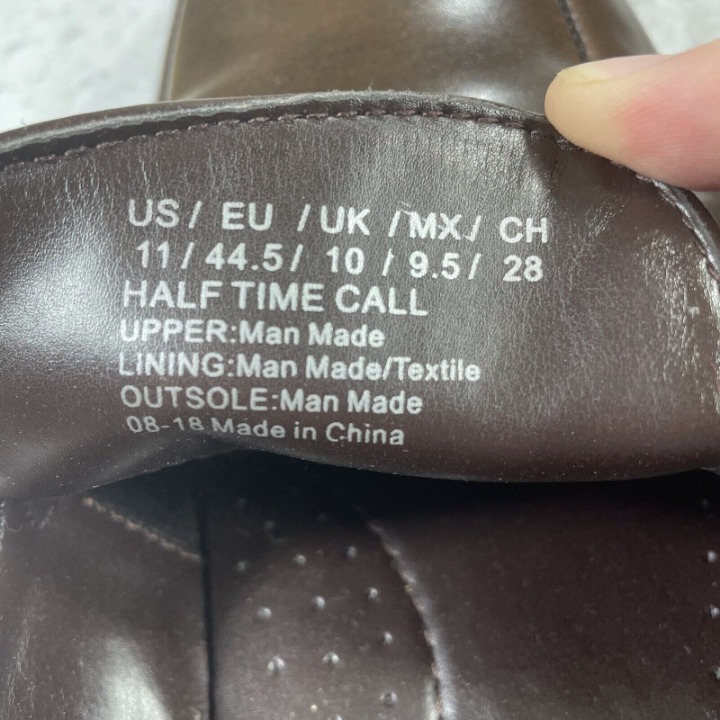 US / EU / UK / MX / CH
11 / 44.5 / 10 / 9.5 / 28
HALF TIME CALL
UPPER:Man Made
LINING:Man Made/Textile
OUTSOLE:Man Made
08-18 Made in China